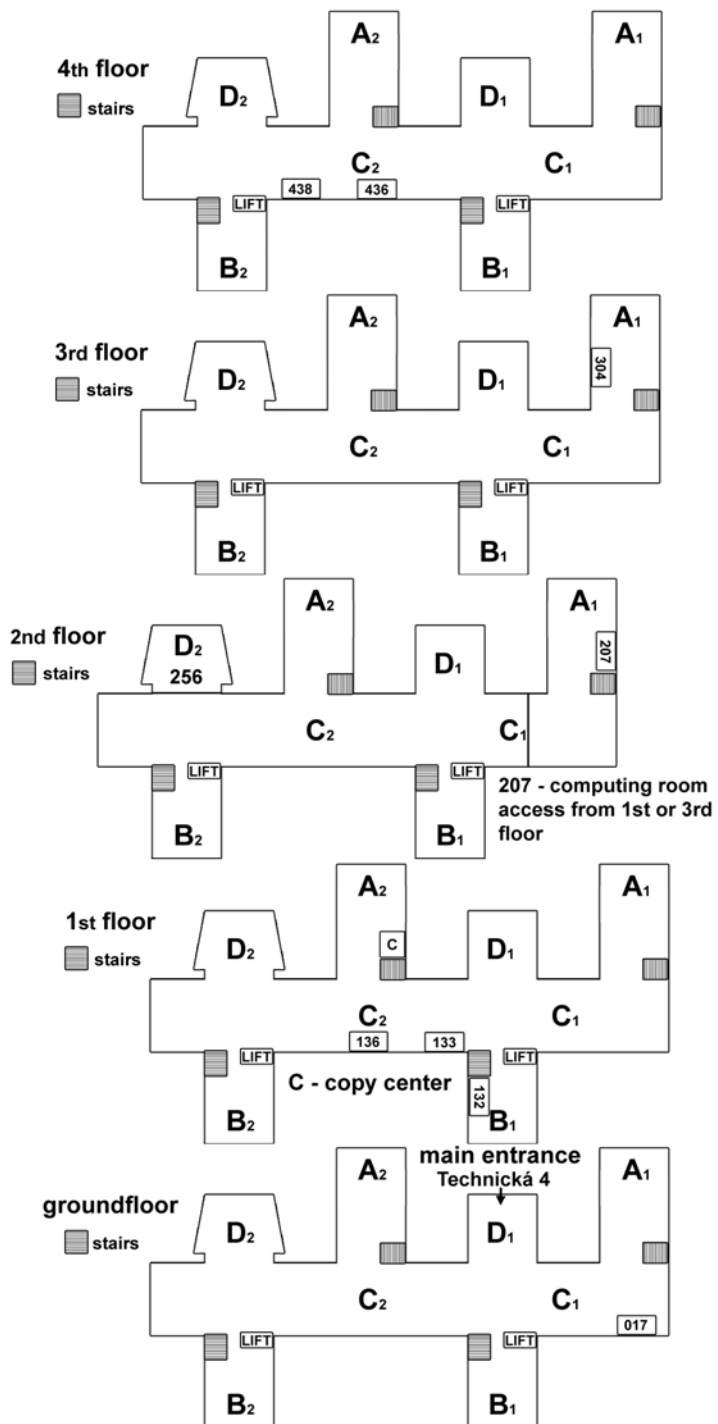 A2
A1
4th floor
D2
D1
stairs
C2
C1
438
436
LIFT
LIFT
B2
B1
A2
A1
3rd floor
304
D2
D1
stairs
C2
C1
LIFT
LIFT
B2
B1
A2
A1
2nd floor
D2
D1
207
stairs
256
C2
C1
LIFT
LIFT
207 - computing room
access from 1st or 3rd
floor
B2
B1
A2
A1
1st floor
D2
C
D1
stairs
C2
C1
136
133
LIFT
LIFT
C - copy center
132
B2
B1
main entrance
Technická 4
A2
A1
groundfloor
D2
D1
stairs
C2
C1
017
LIFT
LIFT
B2
B1